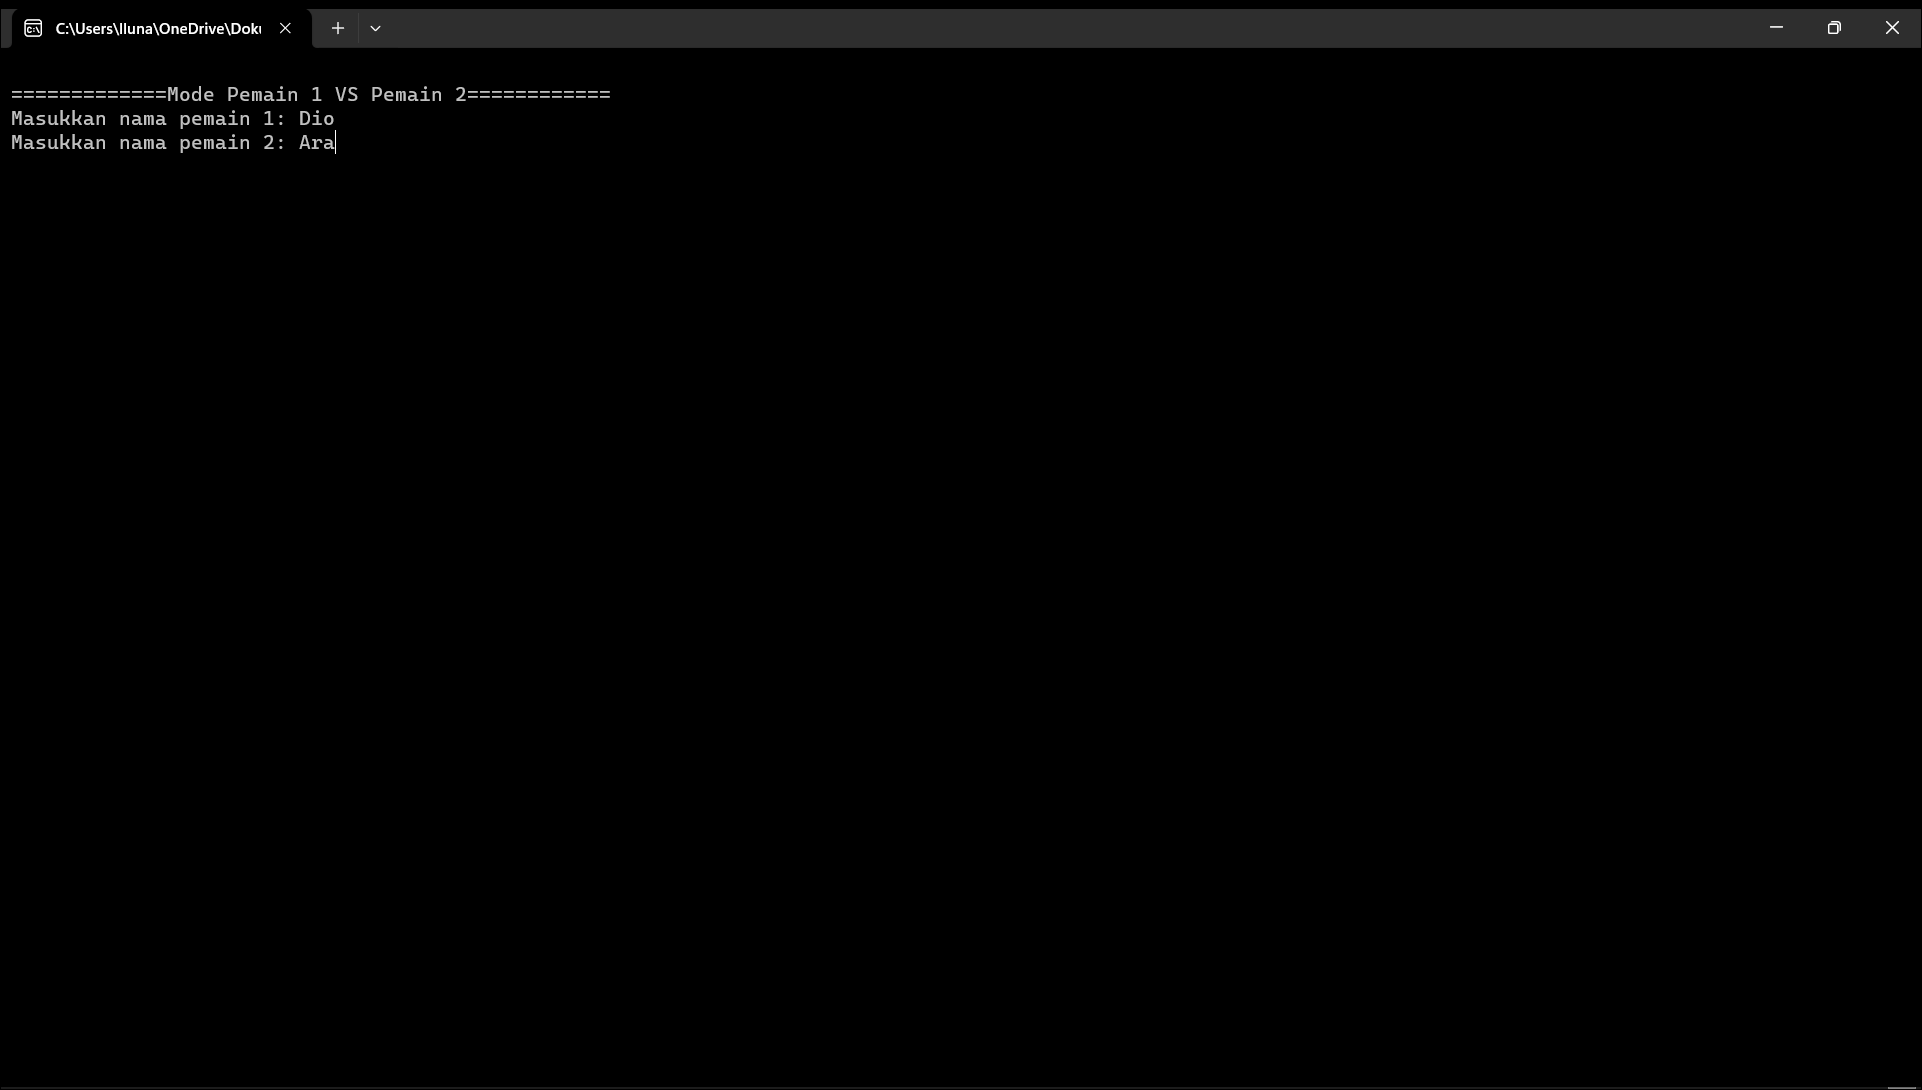 C:\Users\lluna\OneDrive\Doku
=============Mode Pemain 1 VS Pemain 2============
Masukkan nama pemain 1: Dio
Masukkan nama pemain 2: Ara